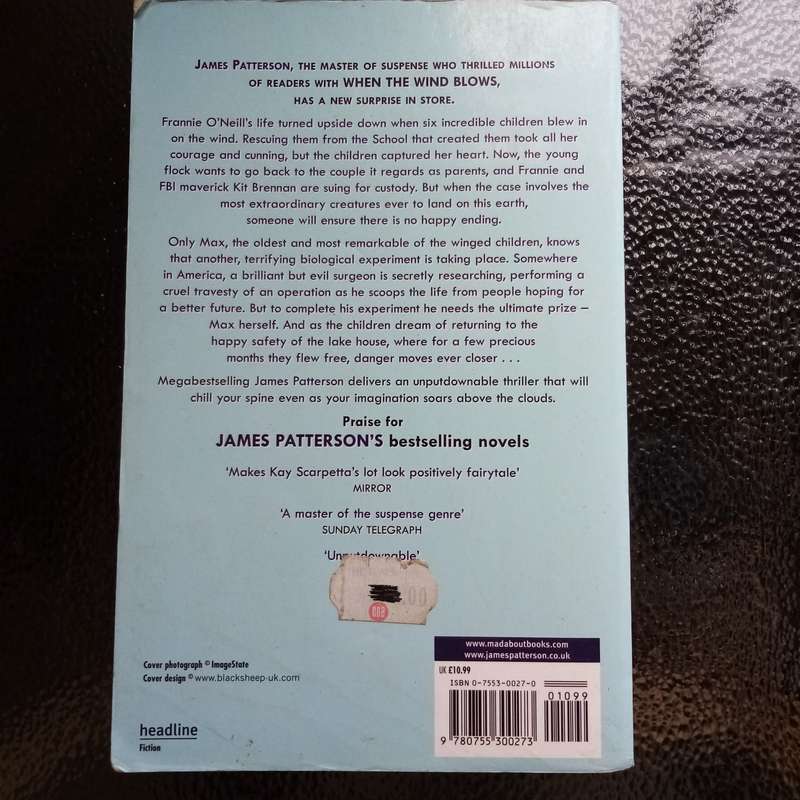 JAMES PATTERSON, THE MASTER OF SUSPENSE WHO THRILLED MILLIONS
OF READERS WITH WHEN THE WIND BLOWS,
HAS A NEW SURPRISE IN STORE.
Frannie O'Neill's life turned upside down when six incredible children blew in
on the wind. Rescuing them from the School that created them took all her
courage and cunning, but the children captured her heart. Now, the young
flock wants to go back to the couple it regards as parents, and Frannie and
FBI maverick Kit Brennan are suing for custody. But when the case involves the
most extraordinary creatures ever to land on this earth,
someone will ensure there is no happy ending.
Only Max, the oldest and most remarkable of the winged children, knows
that another, terrifying biological experiment is taking place. Somewhere
in America, a brilliant but evil surgeon is secretly researching, performing a
cruel travesty of an operation as he scoops the life from people hoping for
a better future. But to complete his experiment he needs the ultimate prize –
Max herself. And as the children dream of returning to the
happy safety of the lake house, where for a few precious
months they flew free, danger moves ever closer . . .
Megabestselling James Patterson delivers an unputdownable thriller that will
chill your spine even as your imagination soars above the clouds.
Praise for
JAMES PATTERSON'S bestselling novels
'Makes Kay Scarpetta's lot look positively fairytale'
MIRROR
'A master of the suspense genre'
SUNDAY TELEGRAPH
'Unputdownable'
.00
www.madaboutbooks.com
www.jamespatterson.co.uk
UK £10.99
ISBN 0-7553-0027-0
01099
9 780755 300273
Cover photograph © ImageState
Cover design © www.blacksheep-uk.com
headline
Fiction